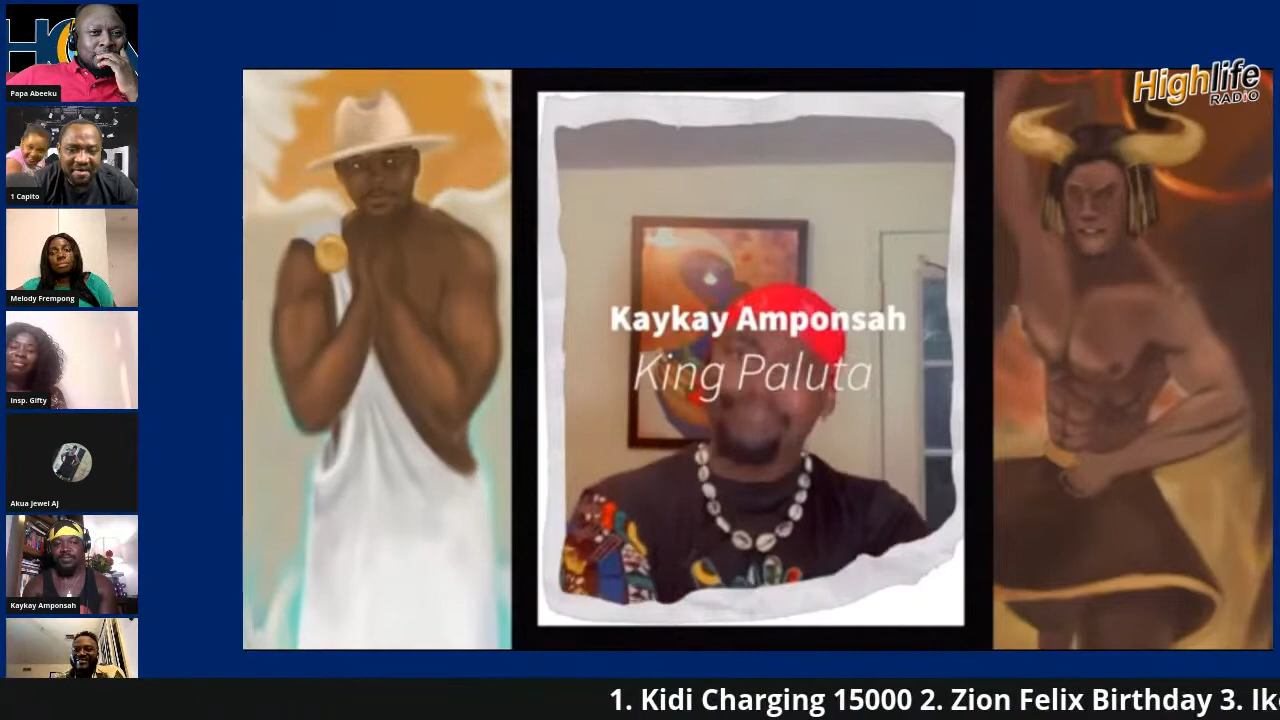 Papa Abeeku
1 Capito
Melody Frempong
Insp. Gifty
Akua Jewel AJ
Kaykay Amponsah
Highlife
RADIO
Kaykay Amponsah
King Paluta
1. Kidi Charging 15000 2. Zion Felix Birthday 3. Ik